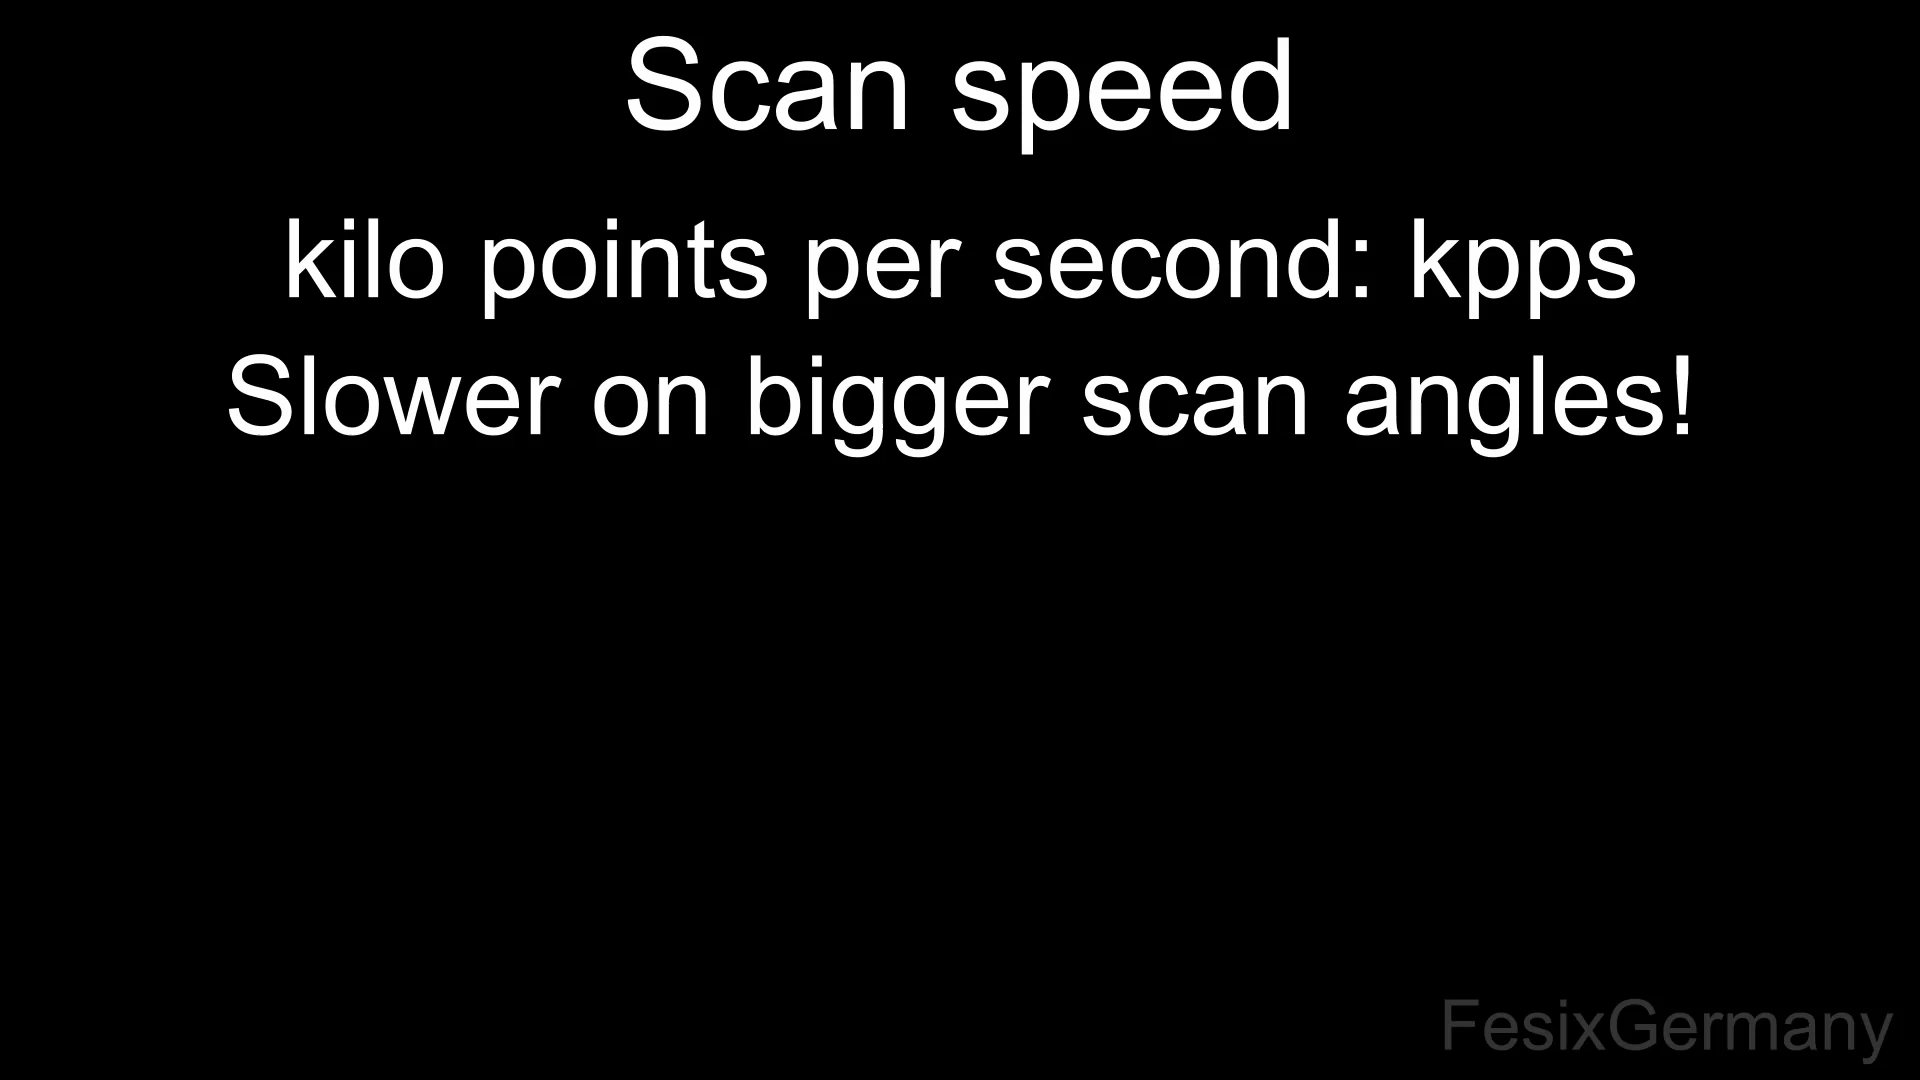 Scan speed
kilo points per second: kpps
Slower on bigger scan angles!
FesixGermany